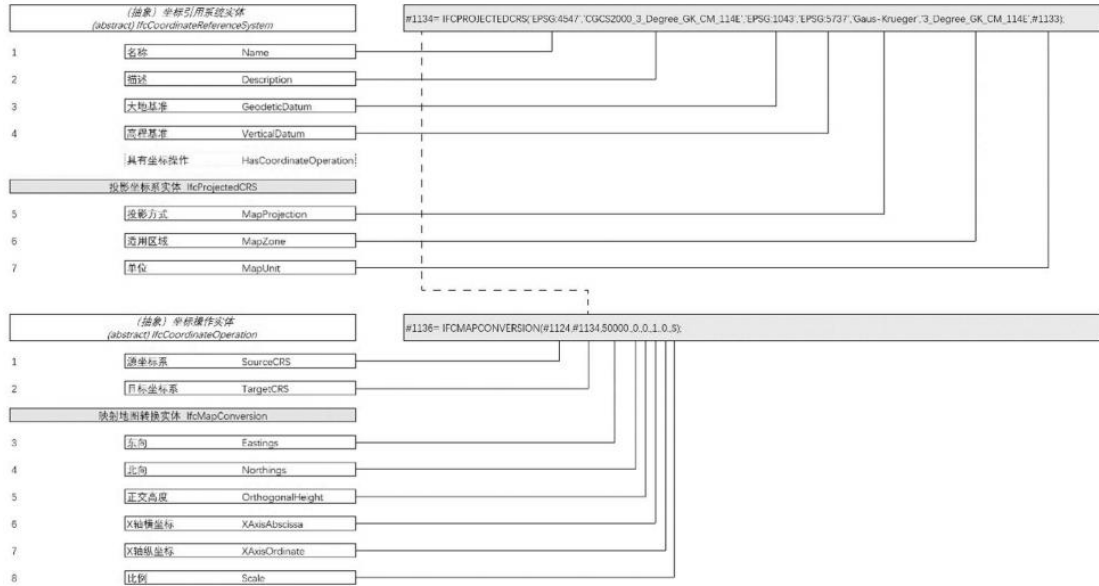 (抽象) 坐标引用系统实体
(abstract) IfcCoordinateReferenceSystem
#1134= IFCPROJECTEDCRS('EPSG:4547','CGCS2000_3_Degree_GK_CM_114E','EPSG:1043','EPSG:5737','Gaus-Krueger','3_Degree_GK_CM_114E',#1133);
1 名称 Name
2 描述 Description
3 大地基准 GeodeticDatum
4 高程基准 VerticalDatum
具有坐标操作 HasCoordinateOperation
投影坐标系实体 IfcProjectedCRS
5 投影方式 MapProjection
6 适用区域 MapZone
7 单位 MapUnit
(抽象) 坐标操作实体
(abstract) IfcCoordinateOperation
#1136= IFCMAPCONVERSION(#1124,#1134,50000.,0.,0.,1.,0.,$);
1 源坐标系 SourceCRS
2 目标坐标系 TargetCRS
映射地图转换实体 IfcMapConversion
3 东向 Eastings
4 北向 Northings
5 正交高度 OrthogonalHeight
6 X轴横坐标 XAxisAbscissa
7 X轴纵坐标 XAxisOrdinate
8 比例 Scale